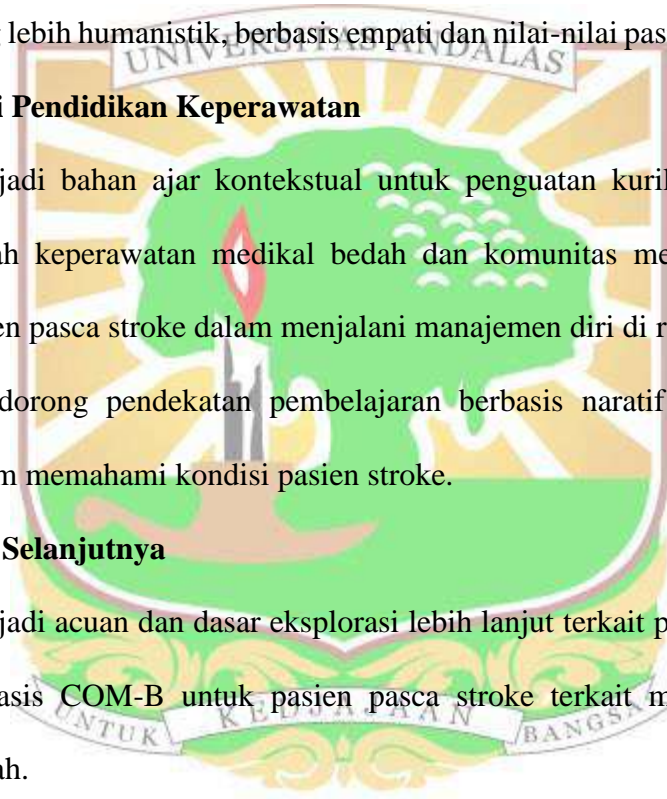 lebih humanistik, berbasis empati dan nilai-nilai pas
UNIVERSITAS ANDALAS
i Pendidikan Keperawatan
jadi bahan ajar kontekstual untuk penguatan kuril
ah keperawatan medikal bedah dan komunitas me
en pasca stroke dalam menjalani manajemen diri di r
dorong pendekatan pembelajaran berbasis naratif
m memahami kondisi pasien stroke.
Selanjutnya
jadi acuan dan dasar eksplorasi lebih lanjut terkait p
asis COM-B untuk pasien pasca stroke terkait m
UNTUK KEDJAJAAN BANGSA
ah.